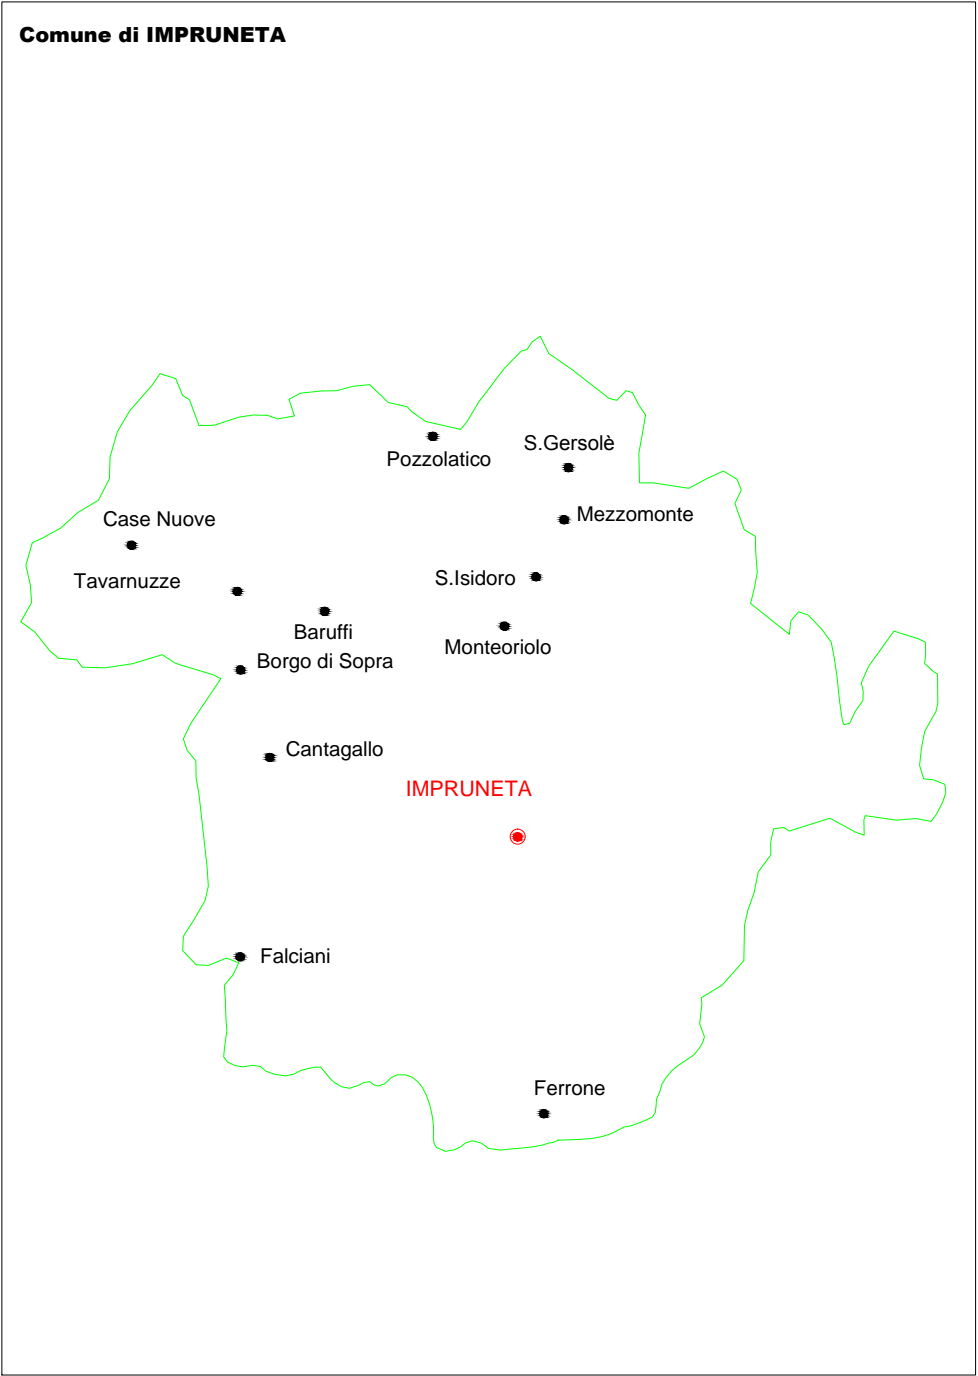 Comune di IMPRUNETA
S.Gersolè
Pozzolatico
Mezzomonte
Case Nuove
S.Isidoro
Tavarnuzze
Baruffi
Monteoriolo
Borgo di Sopra
Cantagallo
IMPRUNETA
Falciani
Ferrone